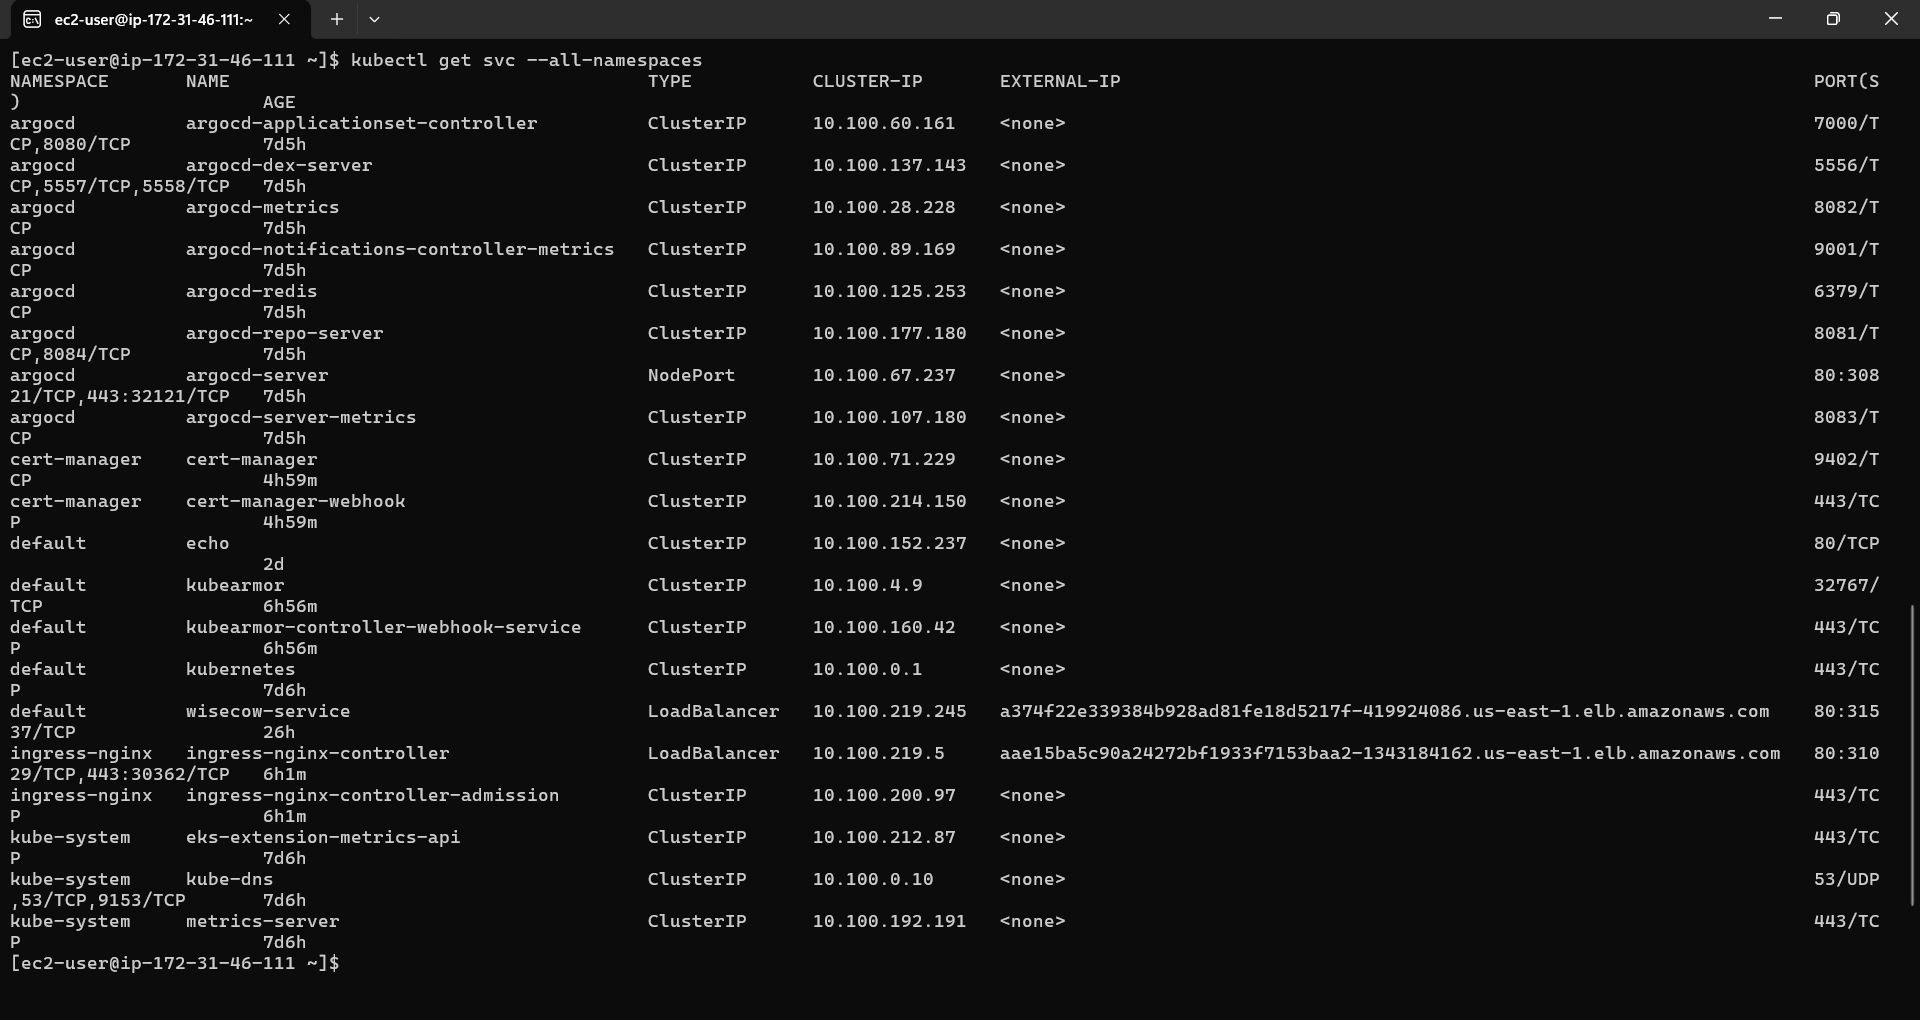 ec2-user@ip-172-31-46-111:~
[ec2-user@ip-172-31-46-111 ~]$ kubectl get svc --all-namespaces
NAMESPACE       NAME                                      TYPE           CLUSTER-IP       EXTERNAL-IP                                                               PORT(S
)                      AGE
argocd          argocd-applicationset-controller          ClusterIP      10.100.60.161    <none>                                                                    7000/T
CP,8080/TCP            7d5h
argocd          argocd-dex-server                         ClusterIP      10.100.137.143   <none>                                                                    5556/T
CP,5557/TCP,5558/TCP   7d5h
argocd          argocd-metrics                            ClusterIP      10.100.28.228    <none>                                                                    8082/T
CP                     7d5h
argocd          argocd-notifications-controller-metrics   ClusterIP      10.100.89.169    <none>                                                                    9001/T
CP                     7d5h
argocd          argocd-redis                              ClusterIP      10.100.125.253   <none>                                                                    6379/T
CP                     7d5h
argocd          argocd-repo-server                        ClusterIP      10.100.177.180   <none>                                                                    8081/T
CP,8084/TCP            7d5h
argocd          argocd-server                             NodePort       10.100.67.237    <none>                                                                    80:308
21/TCP,443:32121/TCP   7d5h
argocd          argocd-server-metrics                     ClusterIP      10.100.107.180   <none>                                                                    8083/T
CP                     7d5h
cert-manager    cert-manager                              ClusterIP      10.100.71.229    <none>                                                                    9402/T
CP                     4h59m
cert-manager    cert-manager-webhook                      ClusterIP      10.100.214.150   <none>                                                                    443/TC
P                      4h59m
default         echo                                      ClusterIP      10.100.152.237   <none>                                                                    80/TCP
                       2d
default         kubearmor                                 ClusterIP      10.100.4.9       <none>                                                                    32767/
TCP                    6h56m
default         kubearmor-controller-webhook-service      ClusterIP      10.100.160.42    <none>                                                                    443/TC
P                      6h56m
default         kubernetes                                ClusterIP      10.100.0.1       <none>                                                                    443/TC
P                      7d6h
default         wisecow-service                           LoadBalancer   10.100.219.245   a374f22e339384b928ad81fe18d5217f-419924086.us-east-1.elb.amazonaws.com    80:315
37/TCP                 26h
ingress-nginx   ingress-nginx-controller                  LoadBalancer   10.100.219.5     aae15ba5c90a24272bf1933f7153baa2-1343184162.us-east-1.elb.amazonaws.com   80:310
29/TCP,443:30362/TCP   6h1m
ingress-nginx   ingress-nginx-controller-admission        ClusterIP      10.100.200.97    <none>                                                                    443/TC
P                      6h1m
kube-system     eks-extension-metrics-api                 ClusterIP      10.100.212.87    <none>                                                                    443/TC
P                      7d6h
kube-system     kube-dns                                  ClusterIP      10.100.0.10      <none>                                                                    53/UDP
,53/TCP,9153/TCP       7d6h
kube-system     metrics-server                            ClusterIP      10.100.192.191   <none>                                                                    443/TC
P                      7d6h
[ec2-user@ip-172-31-46-111 ~]$